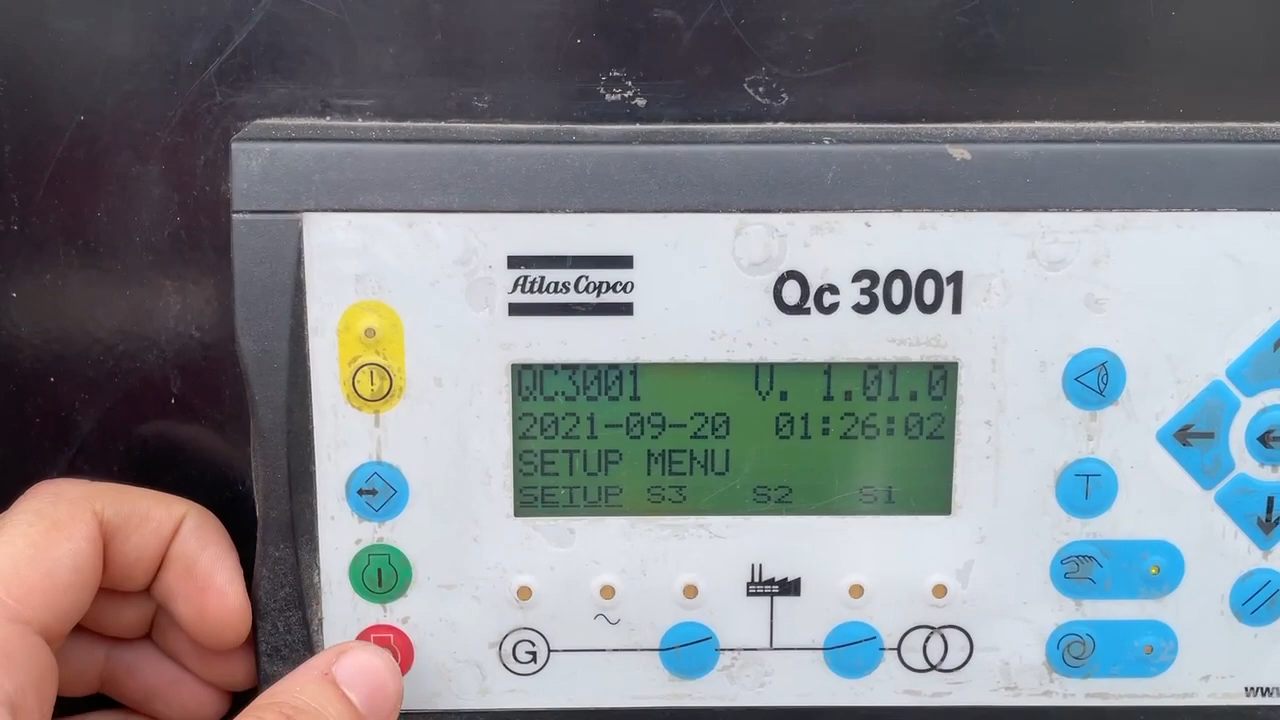 Atlas Copco
Qc 3001
QC3001 V. 1.01.0
2021-09-20 01:26:02
SETUP MENU
SETUP S3 S2 S1
G
www